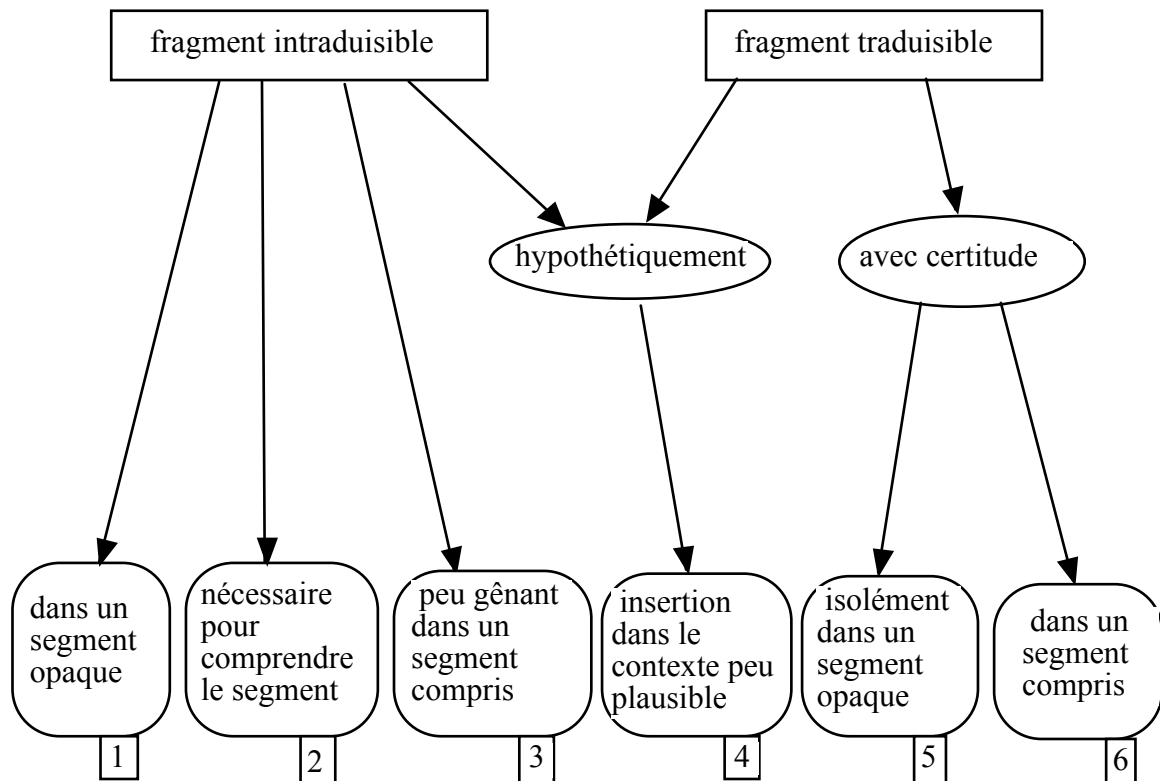 fragment intraduisible
fragment traduisible
hypothétiquement
avec certitude
dans un
segment
opaque
1
nécessaire
pour
comprendre
le segment
2
peu gênant
dans un
segment
compris
3
insertion
dans le
contexte peu
plausible
4
isolément
dans un
segment
opaque
5
dans un
segment
compris
6